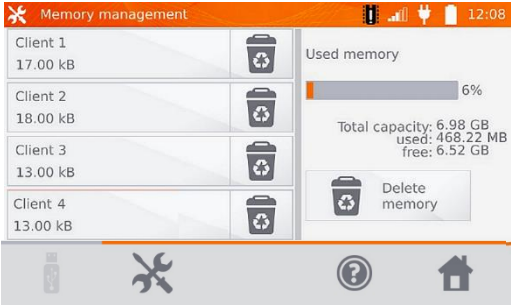 Memory management
12:08
Client 1
17.00 kB
Client 2
18.00 kB
Client 3
13.00 kB
Client 4
13.00 kB
Used memory
6%
Total capacity: 6.98 GB
used: 468.22 MB
free: 6.52 GB
Delete
memory
?